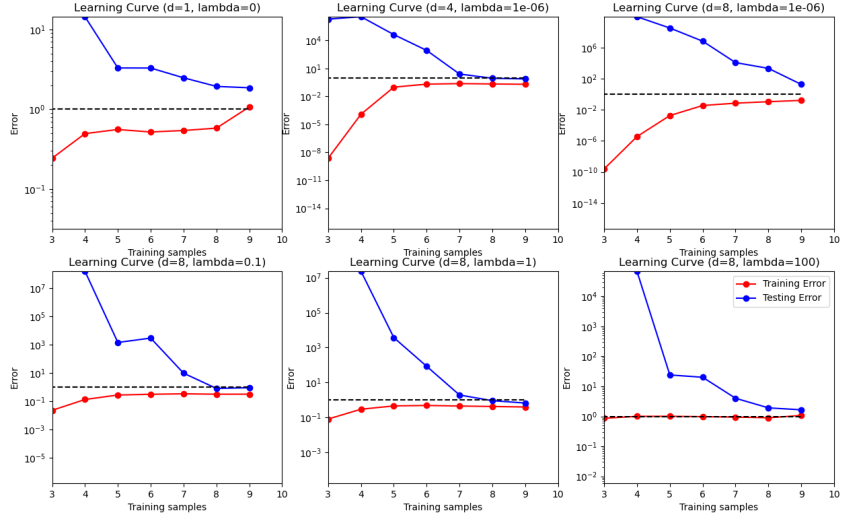 Learning Curve (d=1, lambda=0)
Learning Curve (d=4, lambda=1e-06)
Learning Curve (d=8, lambda=1e-06)
Error
10¹
10⁰
10⁻¹
3 4 5 6 7 8 9 10
Training samples
Error
10⁴
10¹
10⁻²
10⁻⁵
10⁻⁸
10⁻¹¹
10⁻¹⁴
3 4 5 6 7 8 9 10
Training samples
Error
10⁶
10²
10⁻²
10⁻⁶
10⁻¹⁰
10⁻¹⁴
3 4 5 6 7 8 9 10
Training samples
Learning Curve (d=8, lambda=0.1)
Learning Curve (d=8, lambda=1)
Learning Curve (d=8, lambda=100)
Error
10⁷
10⁵
10³
10¹
10⁻¹
10⁻³
10⁻⁵
3 4 5 6 7 8 9 10
Training samples
Error
10⁷
10⁵
10³
10¹
10⁻¹
10⁻³
3 4 5 6 7 8 9 10
Training samples
Error
10⁴
10³
10²
10¹
10⁰
10⁻¹
10⁻²
3 4 5 6 7 8 9 10
Training samples
Training Error
Testing Error